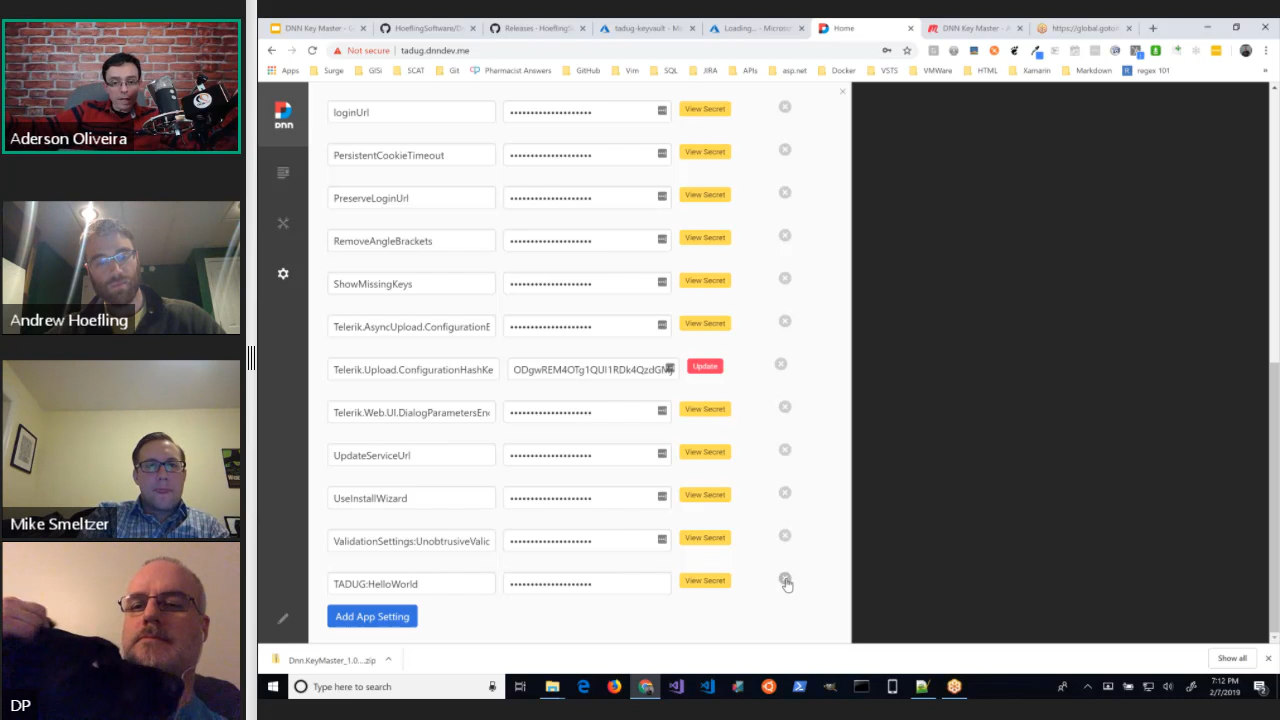 Aderson Oliveira
Andrew Hoefling
Mike Smeltzer
DP
DNN Key Master - A
HoeflingSoftware/D
Releases · HoeflingS
tadug-keyvault - Mic
Loading... - Microso
Home
DNN Key Master - A
https://global.goto
Not secure | tadug.dnndev.me
Apps
Surge
GISi
SCAT
Git
Pharmacist Answers
GitHub
Vim
SQL
JIRA
APIs
asp.net
Docker
VSTS
VMWare
HTML
Xamarin
Markdown
regex 101
»
dnn
loginUrl
View Secret
PersistentCookieTimeout
View Secret
PreserveLoginUrl
View Secret
RemoveAngleBrackets
View Secret
ShowMissingKeys
View Secret
Telerik.AsyncUpload.ConfigurationE
View Secret
Telerik.Upload.ConfigurationHashKe
Update
Telerik.Web.UI.DialogParametersEnc
View Secret
UpdateServiceUrl
View Secret
UseInstallWizard
View Secret
ValidationSettings:UnobtrusiveValic
View Secret
TADUG:HelloWorld
View Secret
Add App Setting
Dnn.KeyMaster_1.0....zip
Show all
Type here to search
7:12 PM
2/7/2019